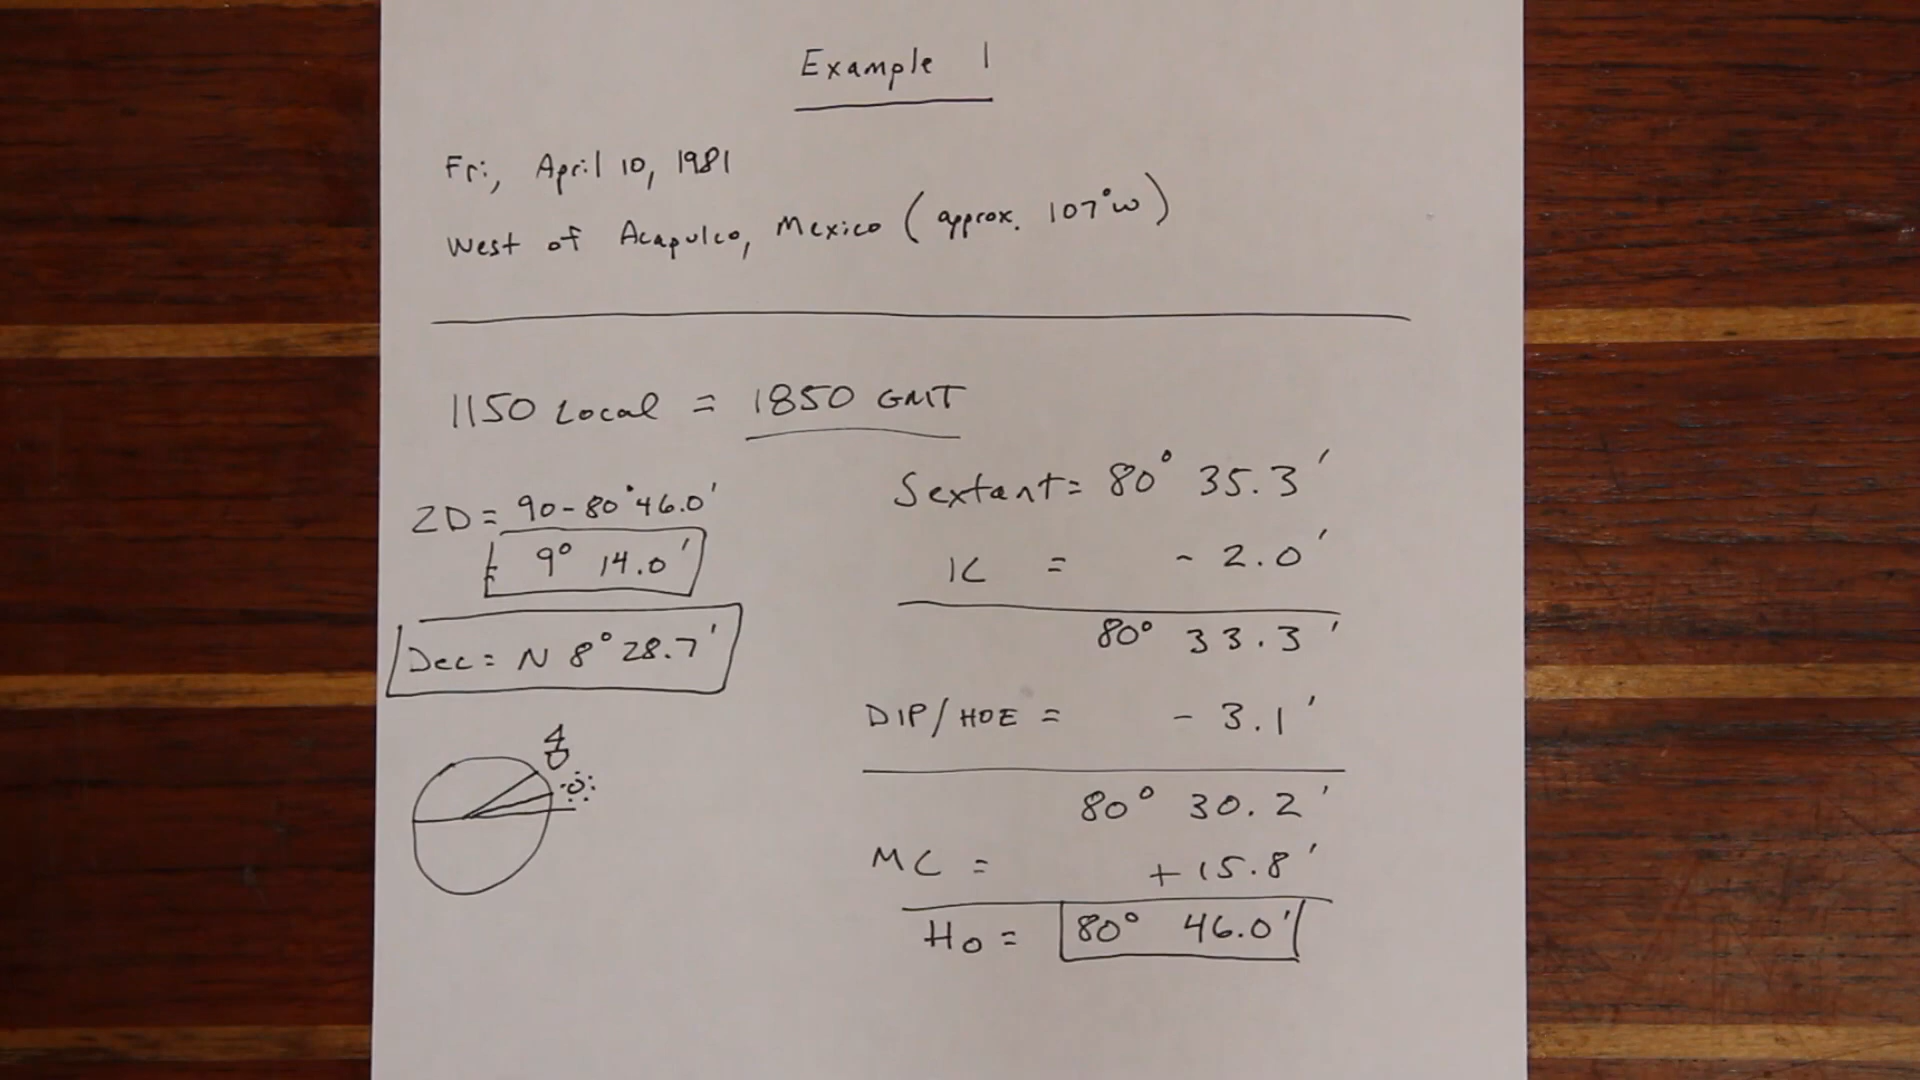 Example 1
Fri, April 10, 1981
West of Acapulco, Mexico (approx. 107°W)
1150 Local = 1850 GMT
ZD = 90 - 80°46.0'
= 9° 14.0'
Dec = N 8° 28.7'
Sextant = 80° 35.3'
IC = - 2.0'
80° 33.3'
DIP/HOE = - 3.1'
80° 30.2'
MC = + 15.8'
Ho = 80° 46.0'